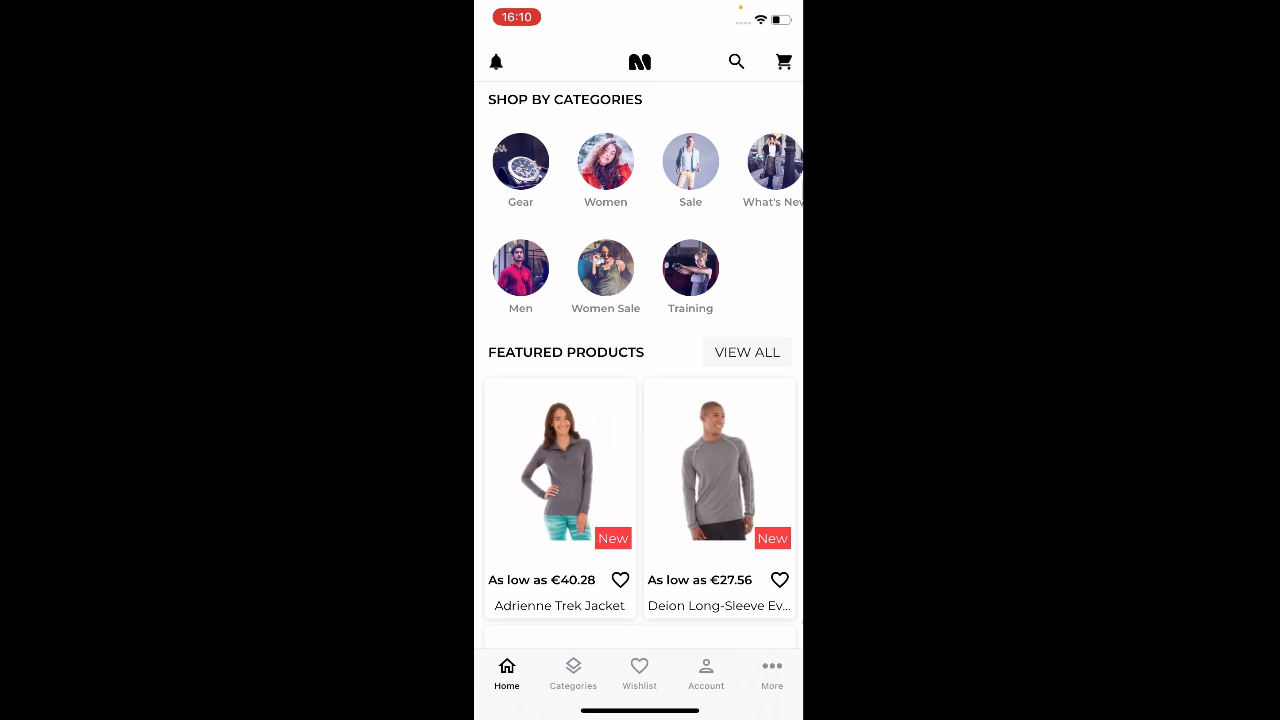 16:10
SHOP BY CATEGORIES
Gear
Women
Sale
What's New
Men
Women Sale
Training
FEATURED PRODUCTS
VIEW ALL
New
New
As low as €40.28
As low as €27.56
Adrienne Trek Jacket
Deion Long-Sleeve Ev...
Home
Categories
Wishlist
Account
More